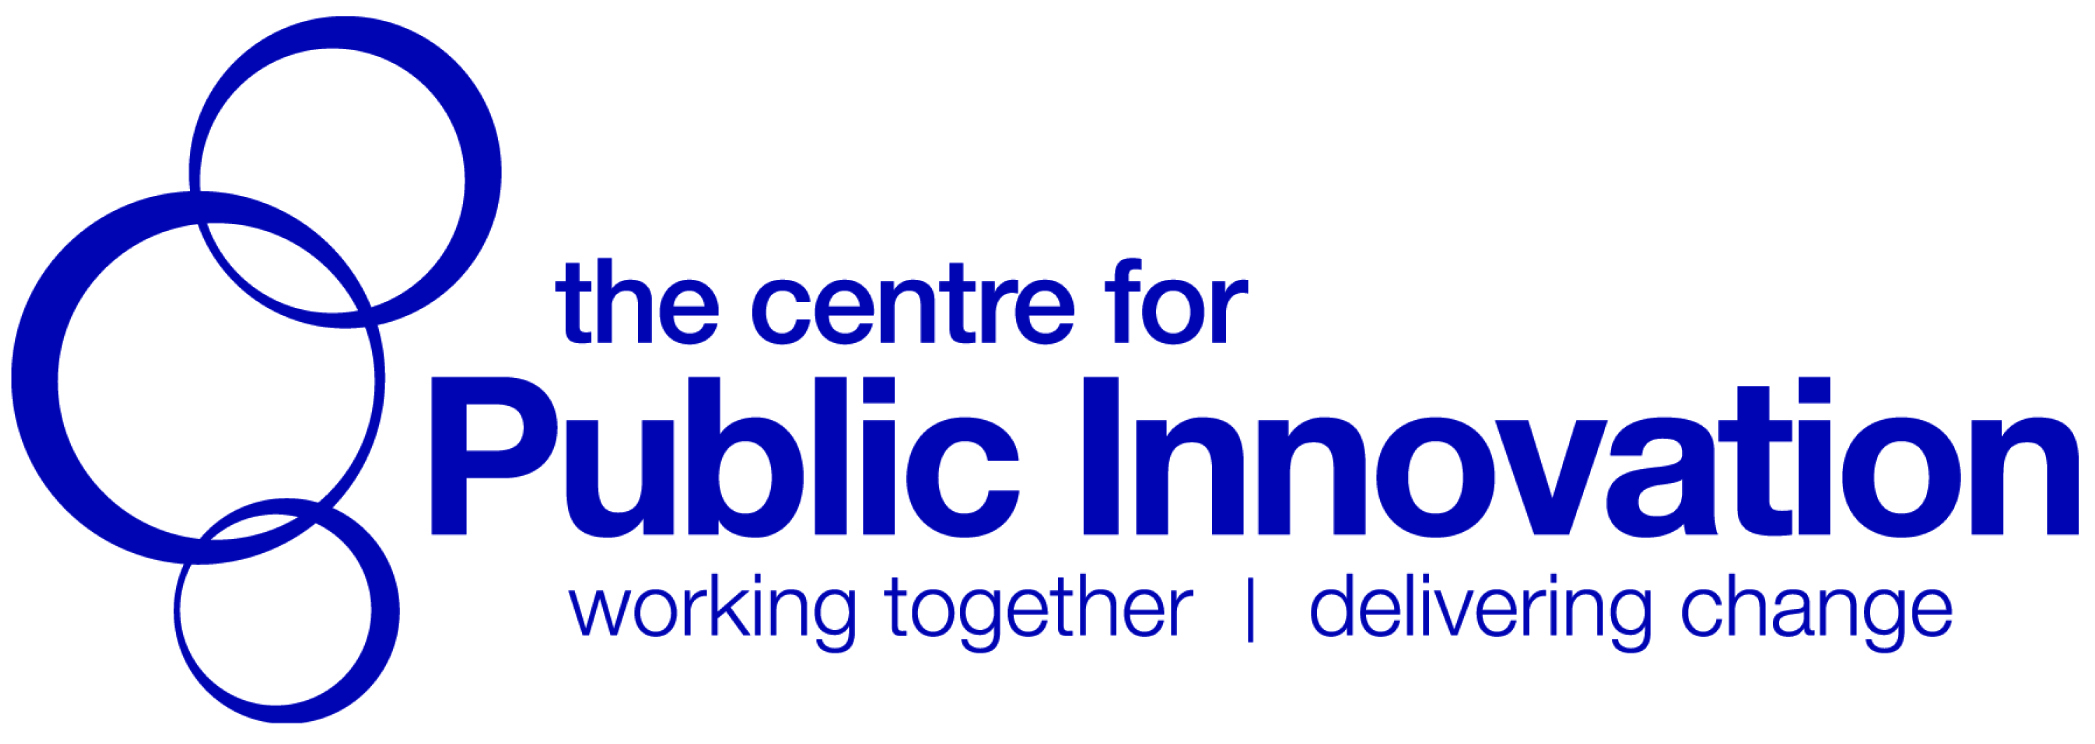 the centre for
Public Innovation
working together | delivering change